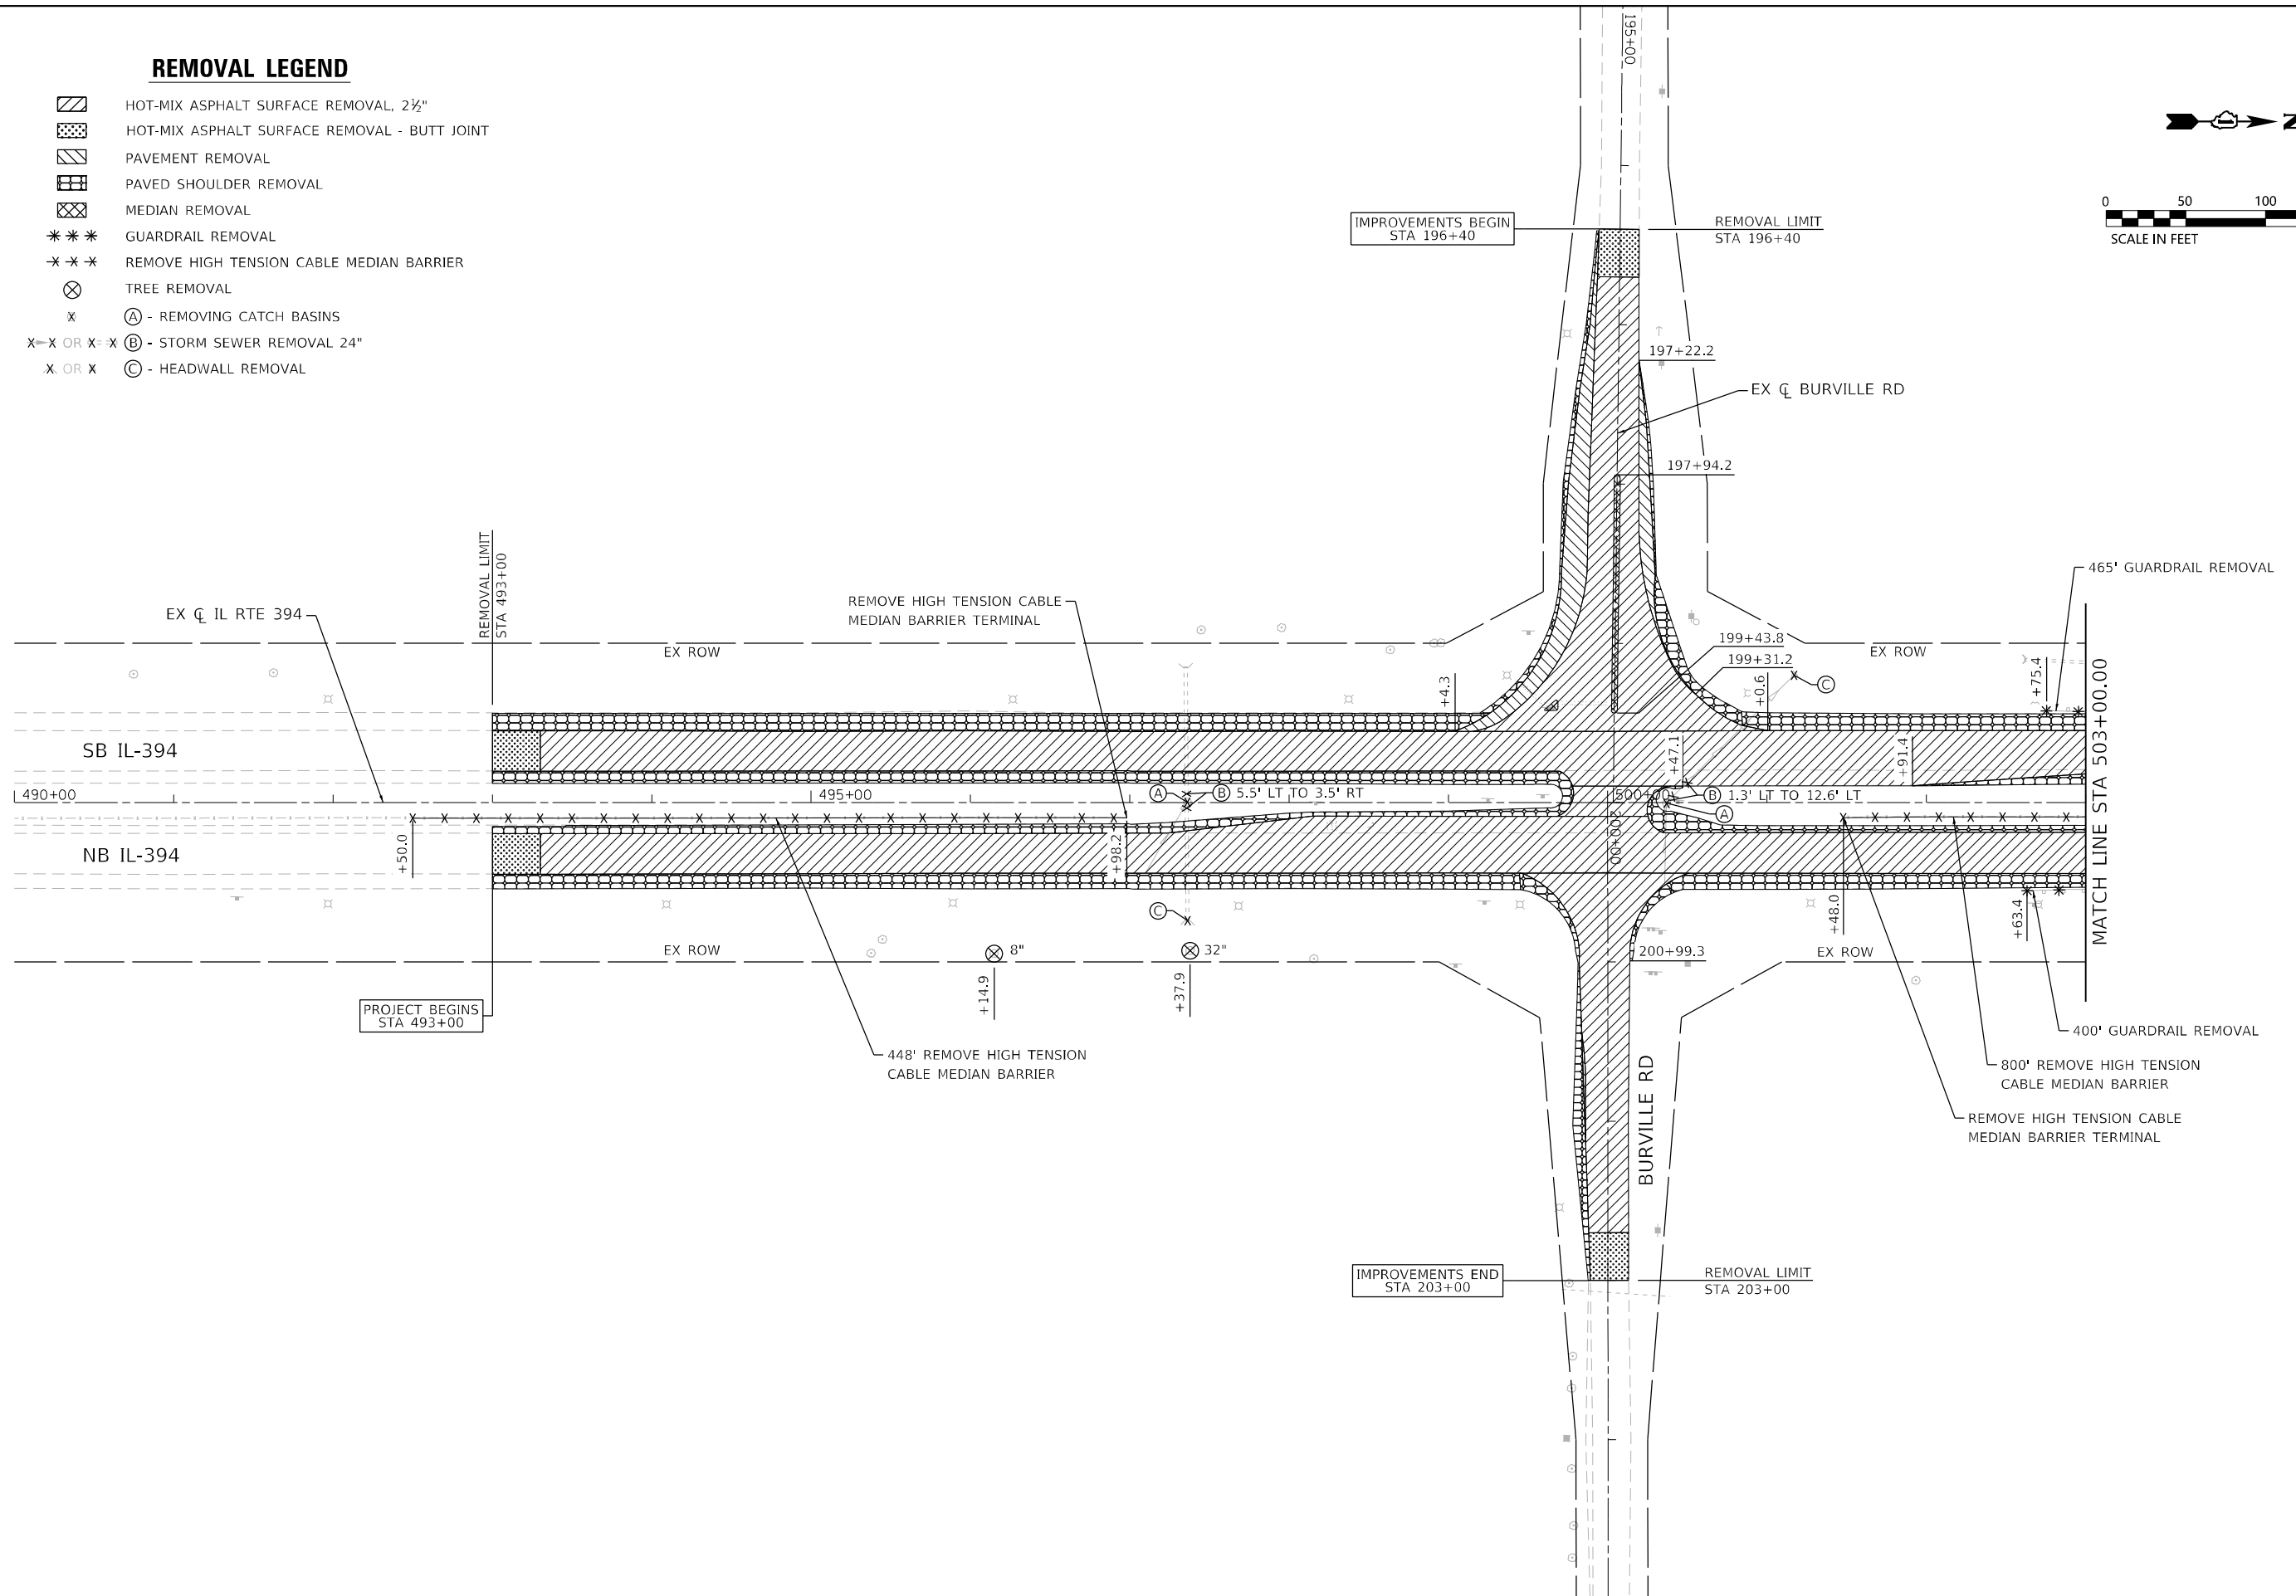 REMOVAL LEGEND
HOT-MIX ASPHALT SURFACE REMOVAL, 2½"
HOT-MIX ASPHALT SURFACE REMOVAL - BUTT JOINT
PAVEMENT REMOVAL
PAVED SHOULDER REMOVAL
MEDIAN REMOVAL
GUARDRAIL REMOVAL
REMOVE HIGH TENSION CABLE MEDIAN BARRIER
TREE REMOVAL
X Ⓐ - REMOVING CATCH BASINS
X X OR X X Ⓑ - STORM SEWER REMOVAL 24"
X OR X Ⓒ - HEADWALL REMOVAL
195+00
N
0 50 100
SCALE IN FEET
IMPROVEMENTS BEGIN
STA 196+40
REMOVAL LIMIT
STA 196+40
197+22.2
EX ℄ BURVILLE RD
197+94.2
REMOVAL LIMIT
STA 493+00
EX ℄ IL RTE 394
REMOVE HIGH TENSION CABLE
MEDIAN BARRIER TERMINAL
465' GUARDRAIL REMOVAL
199+43.8
199+31.2
EX ROW
EX ROW
Ⓒ
+4.3
+0.6
+75.4
SB IL-394
+47.1
+91.4
490+00
495+00
Ⓐ
Ⓑ 5.5' LT TO 3.5' RT
500+00
Ⓑ 1.3' LT TO 12.6' LT
Ⓐ
200+00
MATCH LINE STA 503+00.00
NB IL-394
+50.0
+98.2
Ⓒ
+48.0
+63.4
EX ROW
8"
32"
200+99.3
EX ROW
+14.9
+37.9
PROJECT BEGINS
STA 493+00
400' GUARDRAIL REMOVAL
448' REMOVE HIGH TENSION
CABLE MEDIAN BARRIER
800' REMOVE HIGH TENSION
CABLE MEDIAN BARRIER
BURVILLE RD
REMOVE HIGH TENSION CABLE
MEDIAN BARRIER TERMINAL
IMPROVEMENTS END
STA 203+00
REMOVAL LIMIT
STA 203+00